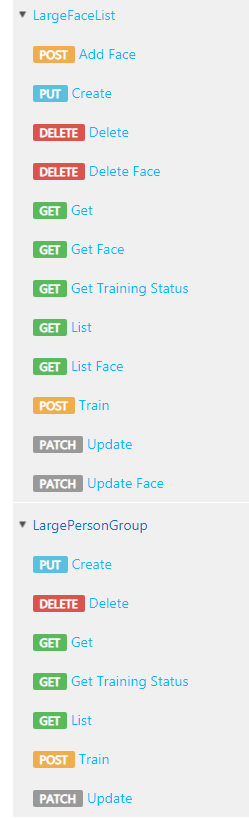 LargeFaceList
POST Add Face
PUT Create
DELETE Delete
DELETE Delete Face
GET Get
GET Get Face
GET Get Training Status
GET List
GET List Face
POST Train
PATCH Update
PATCH Update Face
LargePersonGroup
PUT Create
DELETE Delete
GET Get
GET Get Training Status
GET List
POST Train
PATCH Update